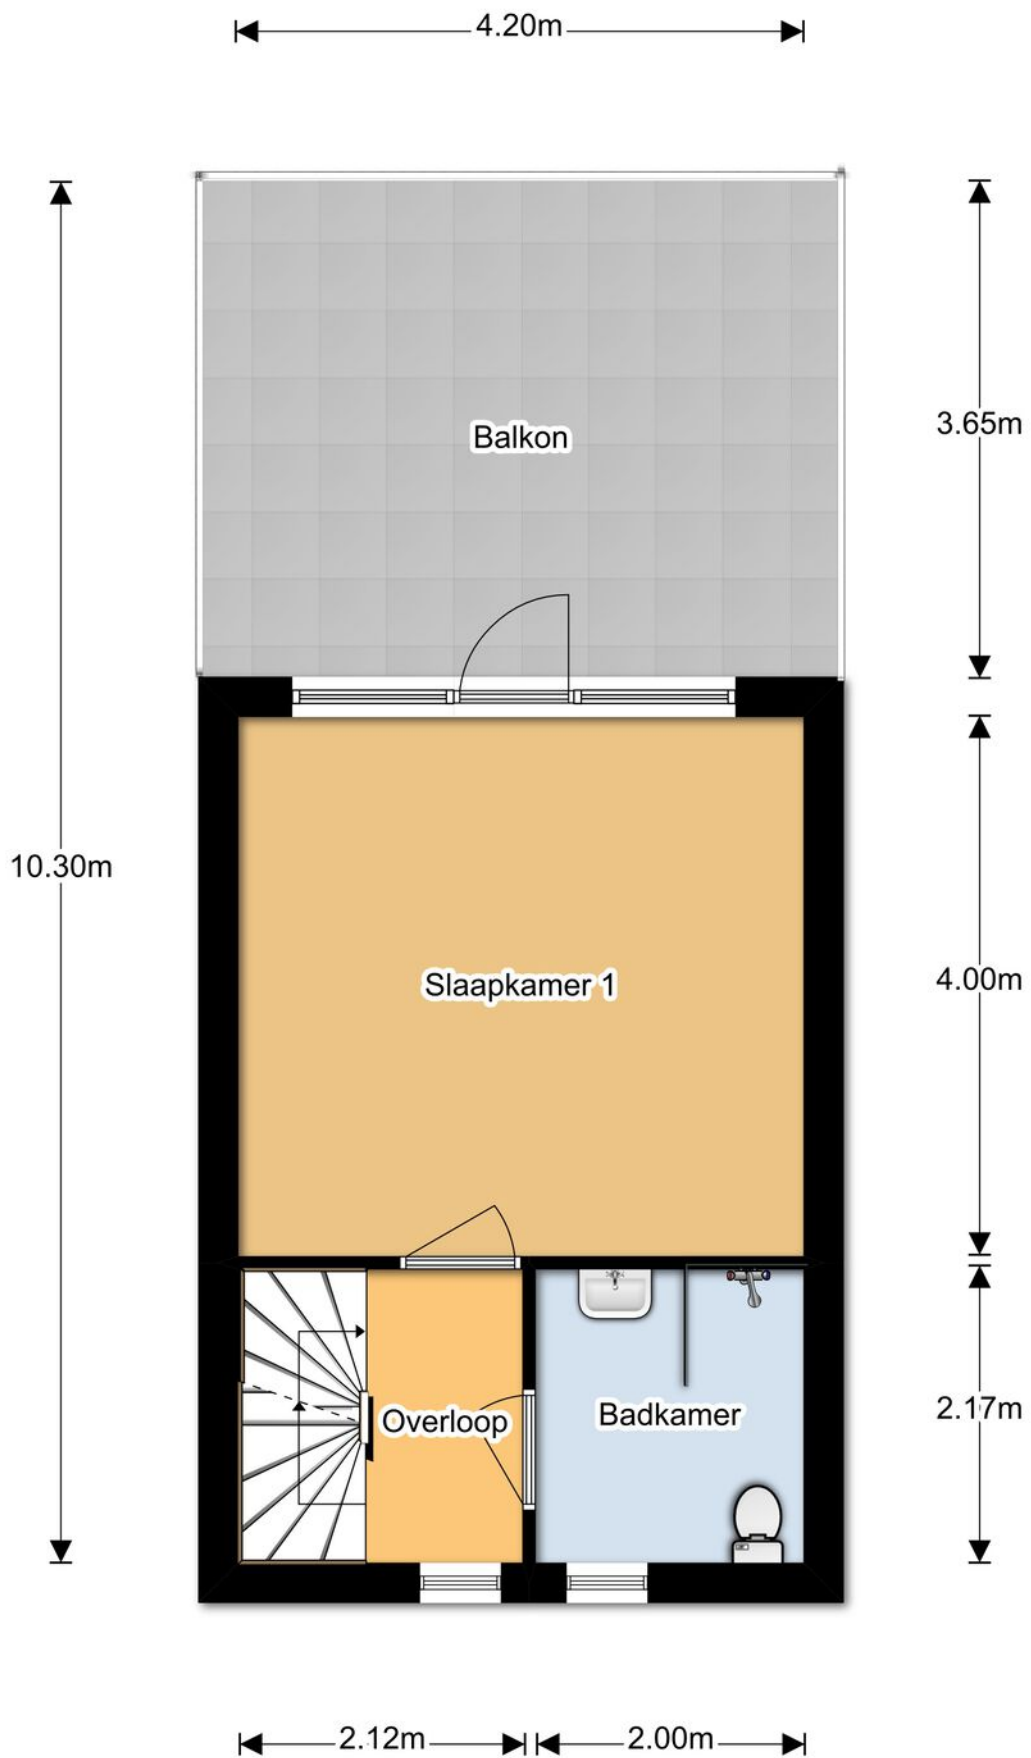 4.20m
Balkon
3.65m
10.30m
Slaapkamer 1
4.00m
Overloop
Badkamer
2.17m
2.12m
2.00m